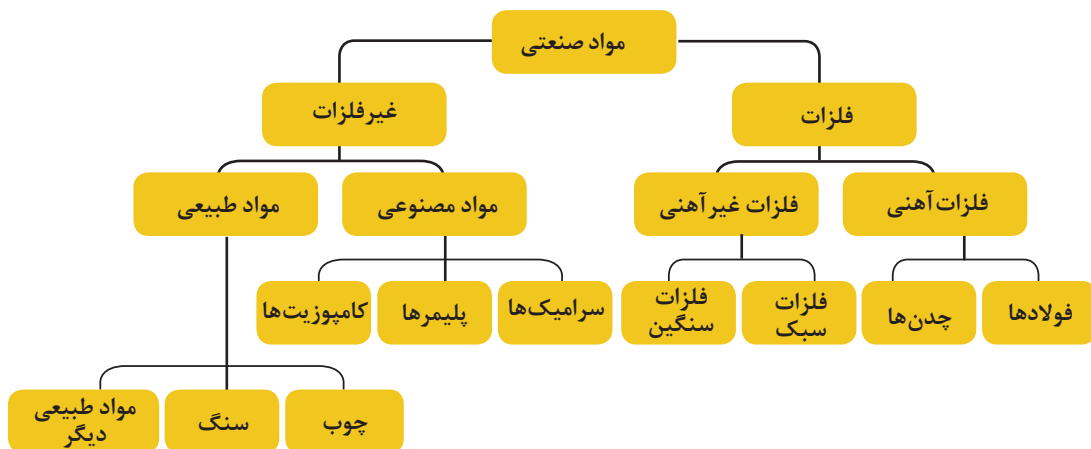 مواد صنعتی
فلزات
غیرفلزات
فلزات آهنی
فلزات غیرآهنی
مواد مصنوعی
مواد طبیعی
فولادها
چدن‌ها
فلزات
سبک
فلزات
سنگین
سرامیک‌ها
پلیمرها
کامپوزیت‌ها
چوب
سنگ
مواد طبیعی
دیگر